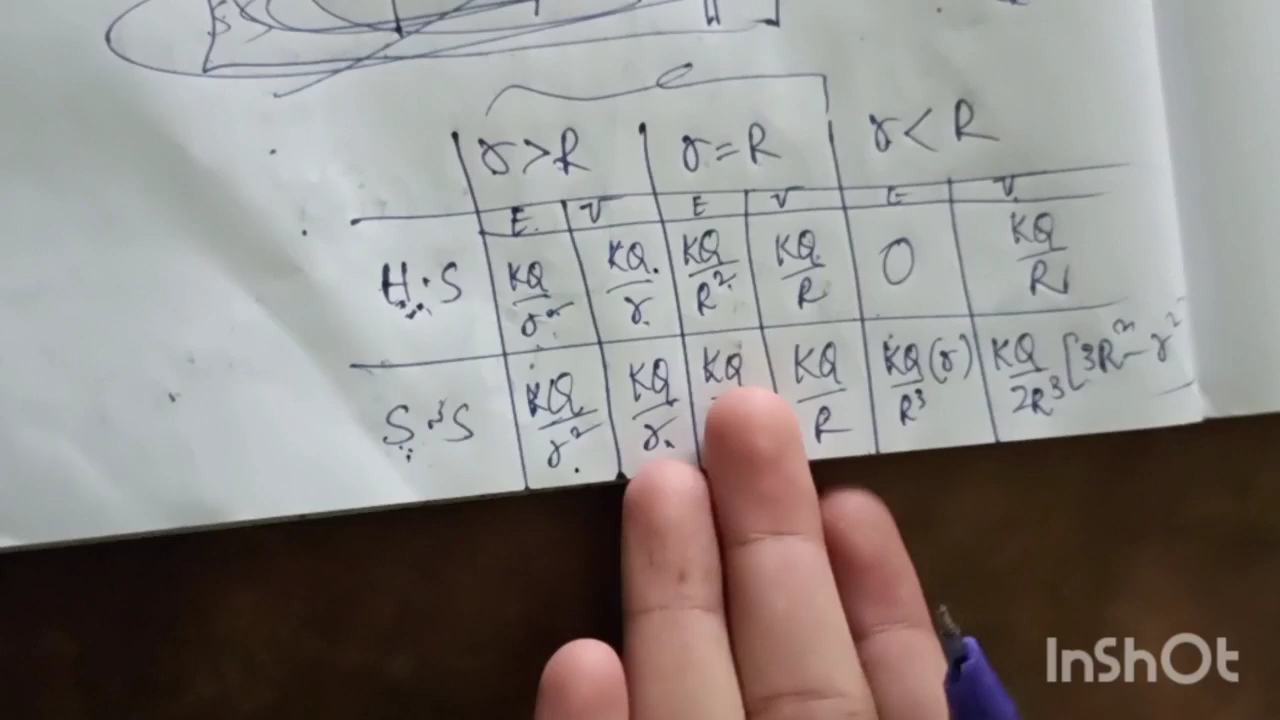 r>R r=R r<R
E. V E V E V
H.S KQ/r² KQ./r. KQ/R² KQ/R 0 KQ/R
S.S KQ/r² KQ/r. KQ KQ/R KQ/R³(r) KQ/2R³[3R²-r²
InShOt